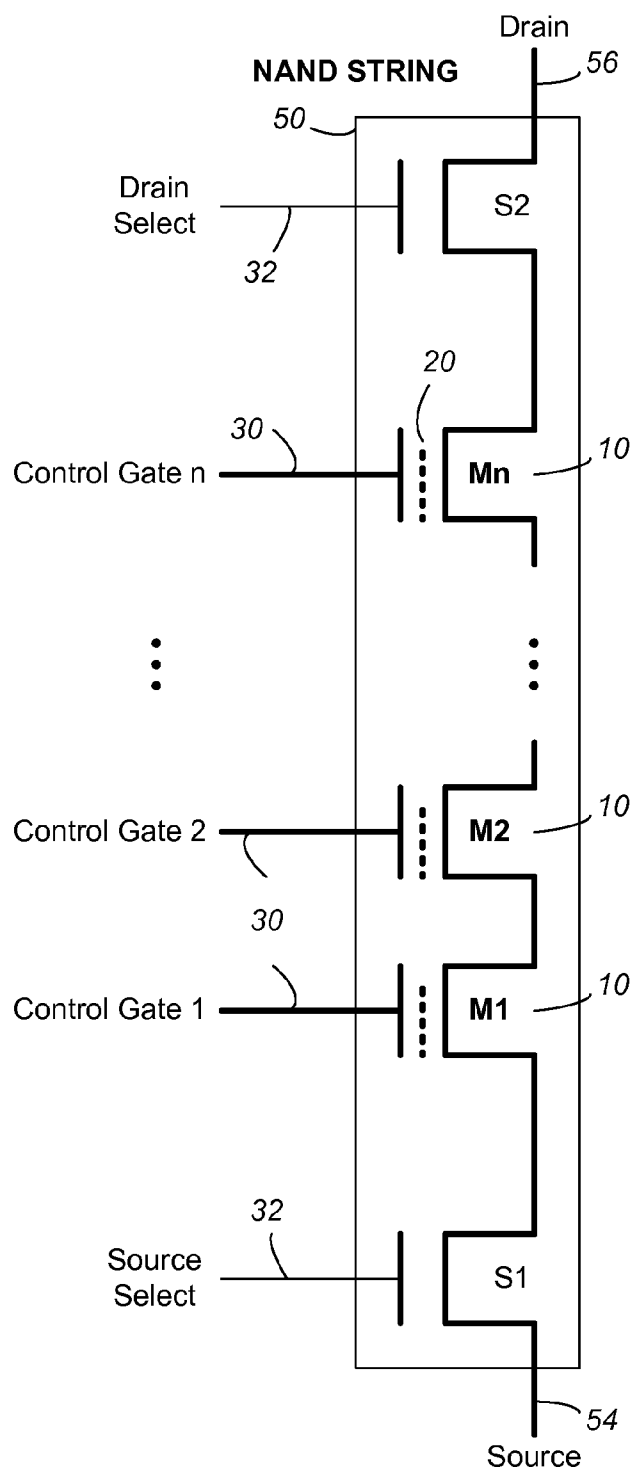 Drain
56
NAND STRING
50
Drain
Select
S2
32
20
30
10
Control Gate n
Mn
10
Control Gate 2
M2
30
10
Control Gate 1
M1
32
Source
Select
S1
54
Source